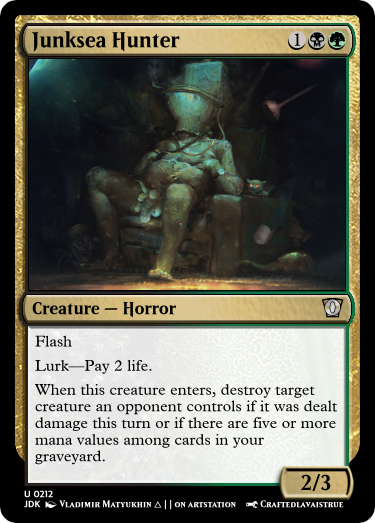 Junksea Hunter 1
Creature — Horror
Flash
Lurk—Pay 2 life.
When this creature enters, destroy target
creature an opponent controls if it was dealt
damage this turn or if there are five or more
mana values among cards in your
graveyard.
2/3
U 0212
JDK Vladimir Matyukhin △ | | on artstation Craftedlavaistrue